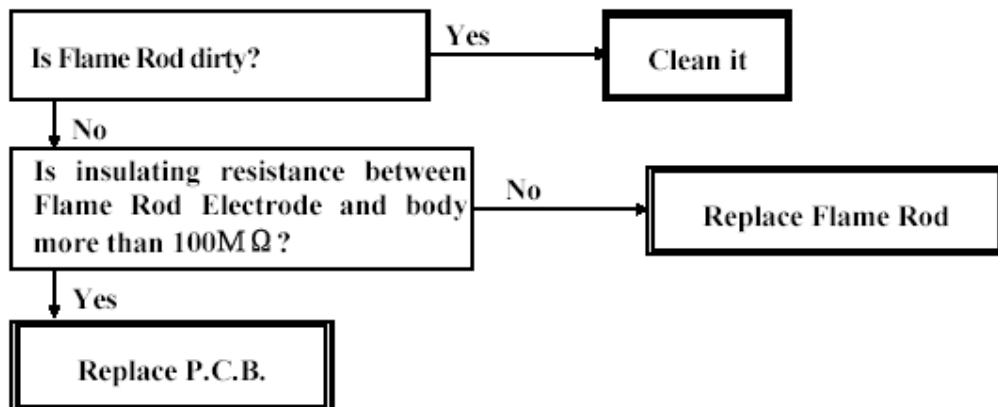 Is Flame Rod dirty?
Yes
Clean it
No
Is insulating resistance between
Flame Rod Electrode and body
more than 100MΩ?
No
Replace Flame Rod
Yes
Replace P.C.B.